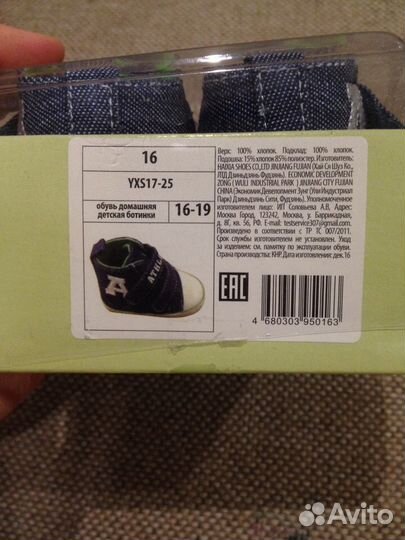 16
YXS17-25
обувь домашняя
детская ботинки
16-19
ATHL
Верх: 100% хлопок. Подклад: 100% хлопок.
Подошва: 15% хлопок 85% полиэстер. Изготовитель:
HAIXIA SHOES CO.,LTD JINJIANG FUJIAN (Хай Ся Шуз Ко.,
ЛТД Дзиньдзянь Фудзянь). ECONOMIC DEVELOPMENT
ZONG ( WULI INDUSTRIAL PARK ) JINJIANG CITY FUJIAN
CHINA (Экономик Девелопмент Зунг (Ули Индустриал
Парк) Дзиньдзянь Сити, Фудзянь). Уполномоченное
изготовителем лицо: ИП Соловьева А.В, Адрес:
Москва Город, 123242, Москва, у. Баррикадная,
д. 8Г, кв. 56, РФ. E-mail: testservice307@gmail.com.
Произведено в соответствии с ТР ТС 007/2011.
Срок службы изготовителем не установлен. Уход
за изделием: см. памятку по эксплуатации обуви.
Страна производства: КНР, Дата изготовления: дек.16
EAC
4 680303 950163
Avito